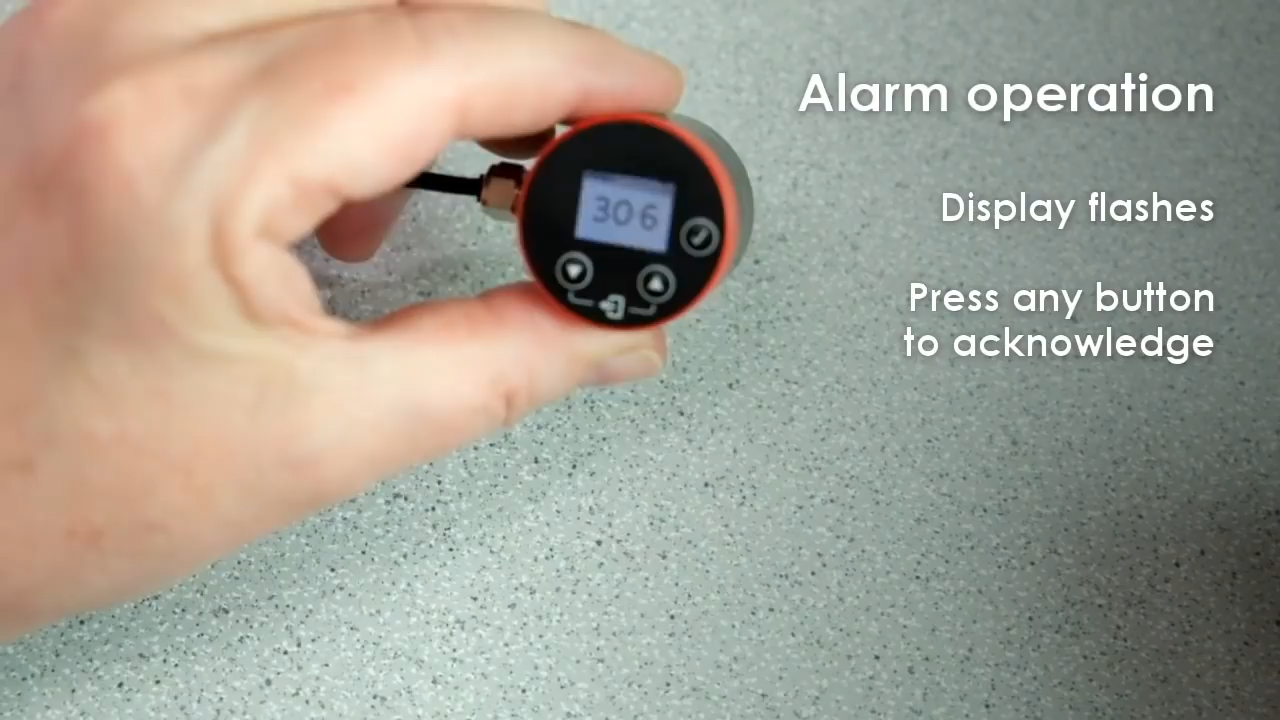 Alarm operation
Display flashes
Press any button
to acknowledge
306